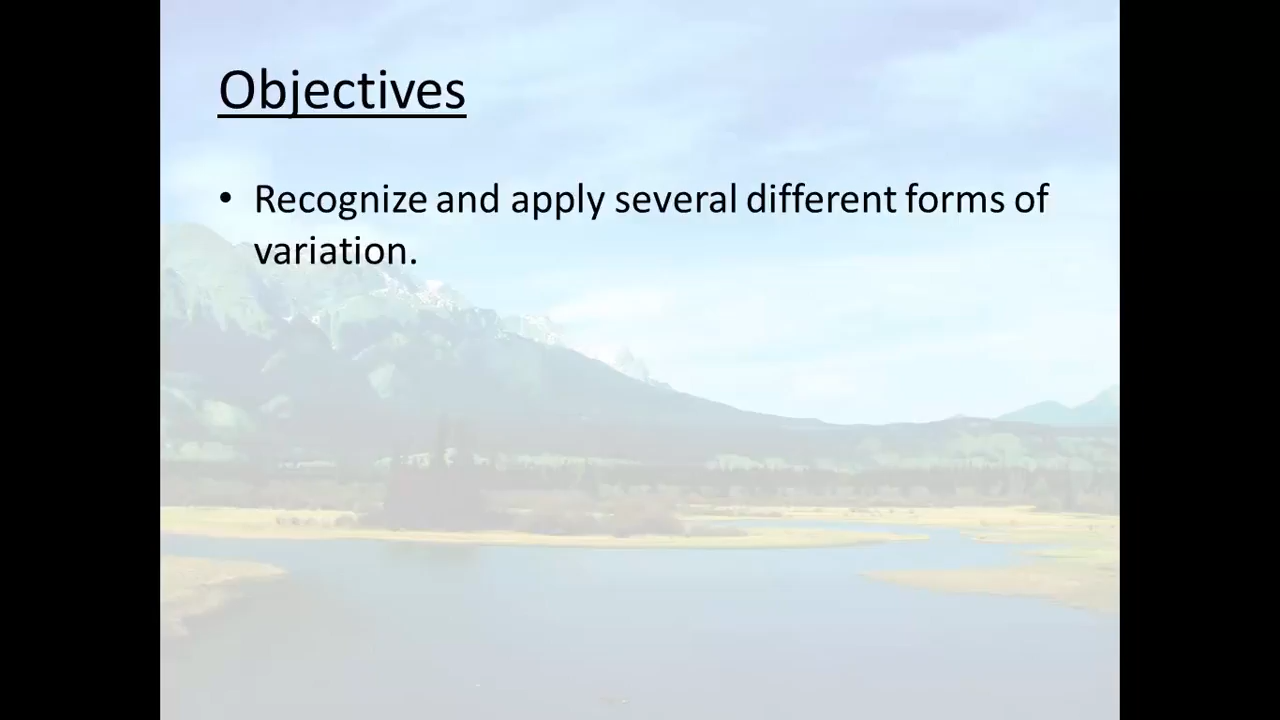 Objectives
• Recognize and apply several different forms of
variation.